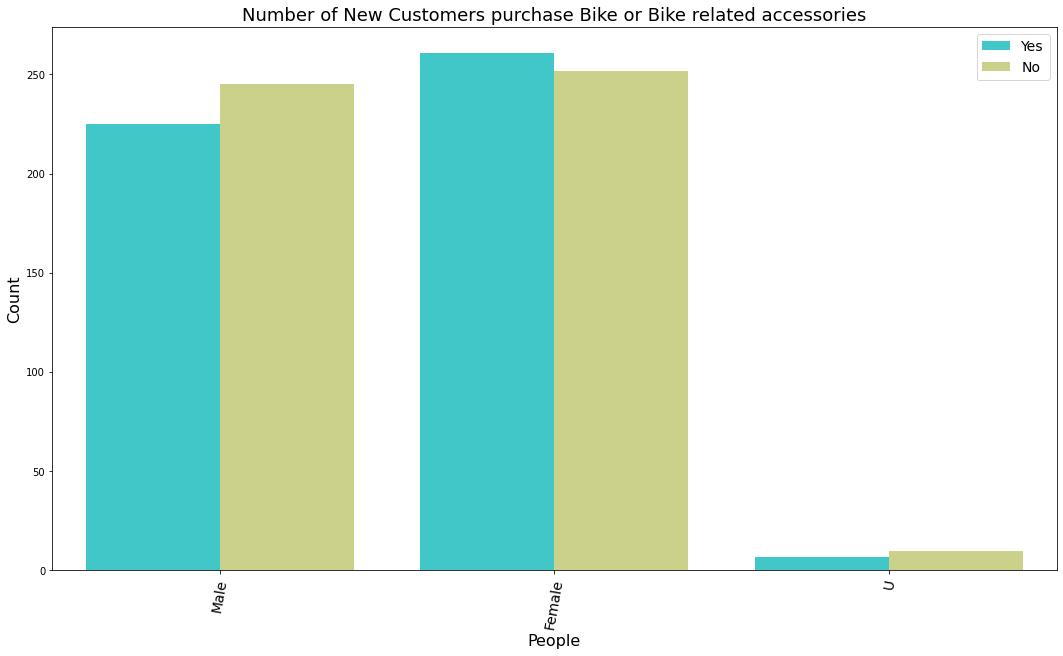 Number of New Customers purchase Bike or Bike related accessories
Yes
No
250
200
150
100
50
0
Count
Male
Female
U
People